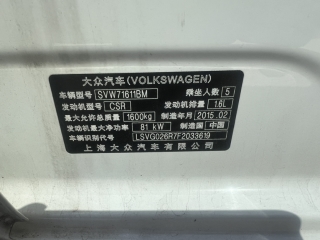 大众汽车(VOLKSWAGEN)
车辆型号 SVW71611BM 乘坐人数 5
发动机型号 CSR 发动机排量 1.6L
最大允许总质量 1600kg 制造年月 2015.02
发动机最大净功率 81 kW 制造国 中国
车辆识别代号 LSVG026R7F2033619
上海大众汽车有限公司